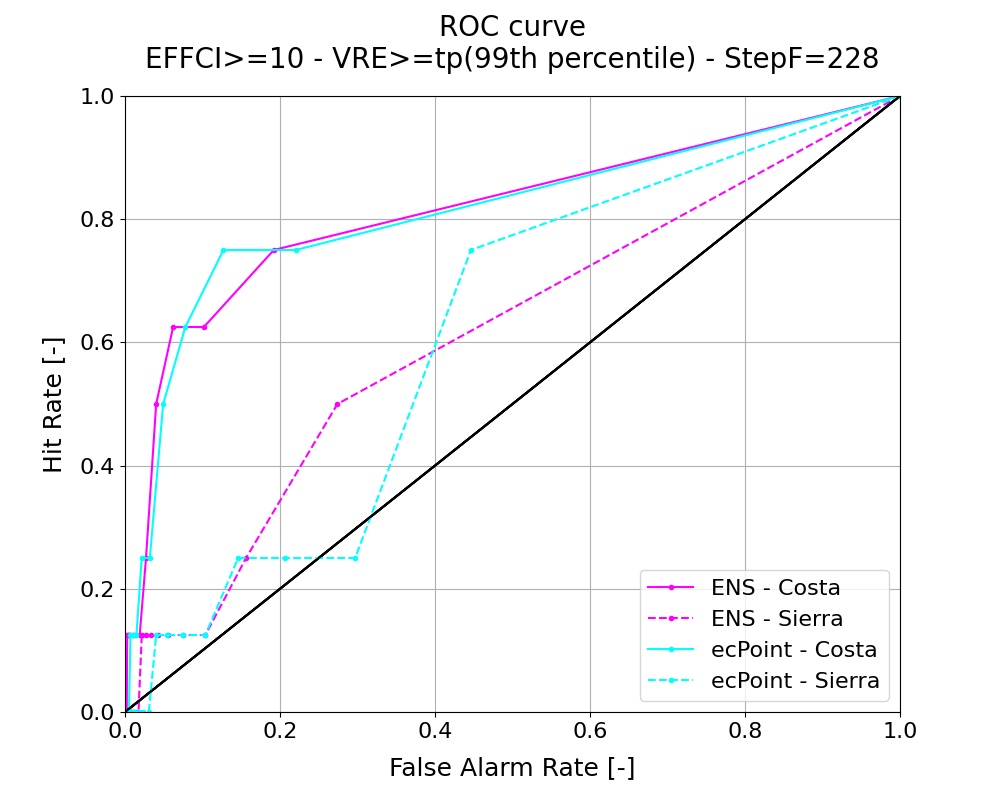 ROC curve
EFFCI>=10 - VRE>=tp(99th percentile) - StepF=228
1.0
0.8
0.6
0.4
0.2
0.0
Hit Rate [-]
0.0 0.2 0.4 0.6 0.8 1.0
False Alarm Rate [-]
ENS - Costa
ENS - Sierra
ecPoint - Costa
ecPoint - Sierra